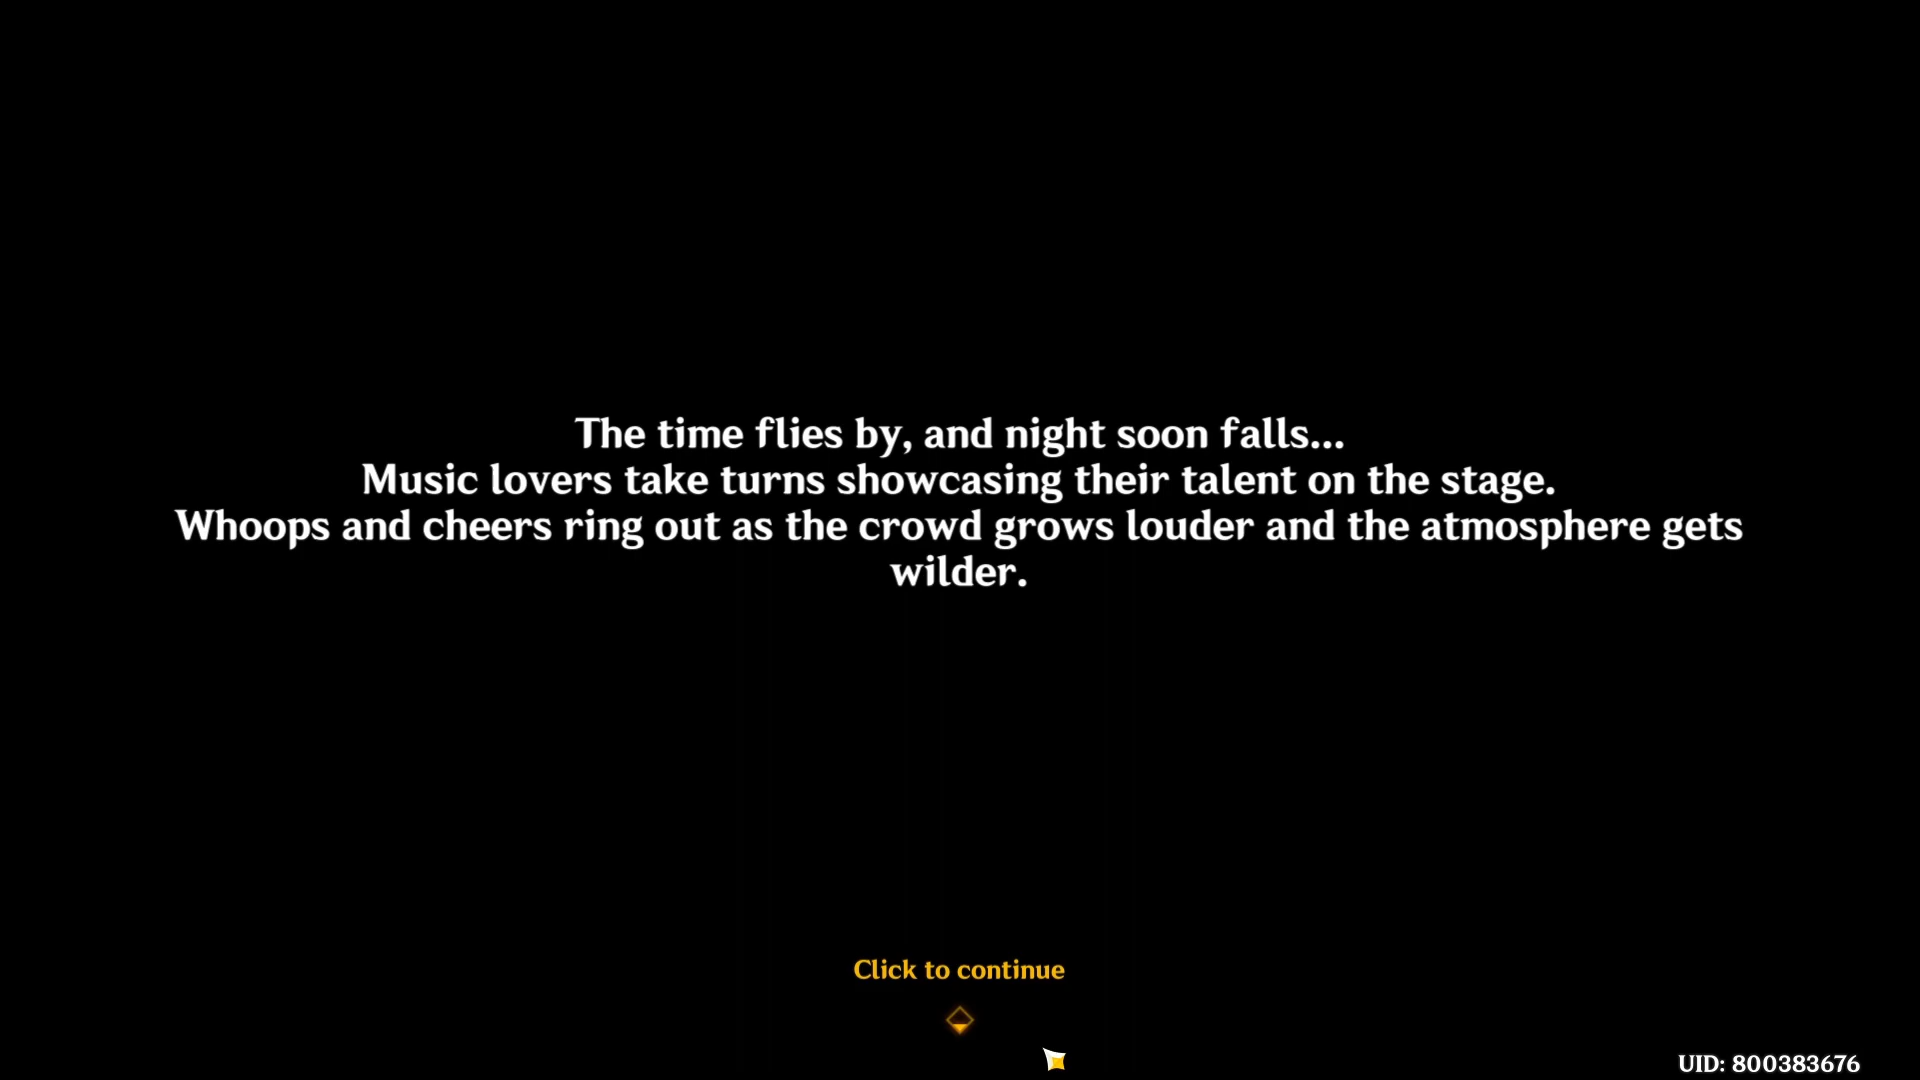 The time flies by, and night soon falls...
Music lovers take turns showcasing their talent on the stage.
Whoops and cheers ring out as the crowd grows louder and the atmosphere gets
wilder.
Click to continue
UID: 800383676